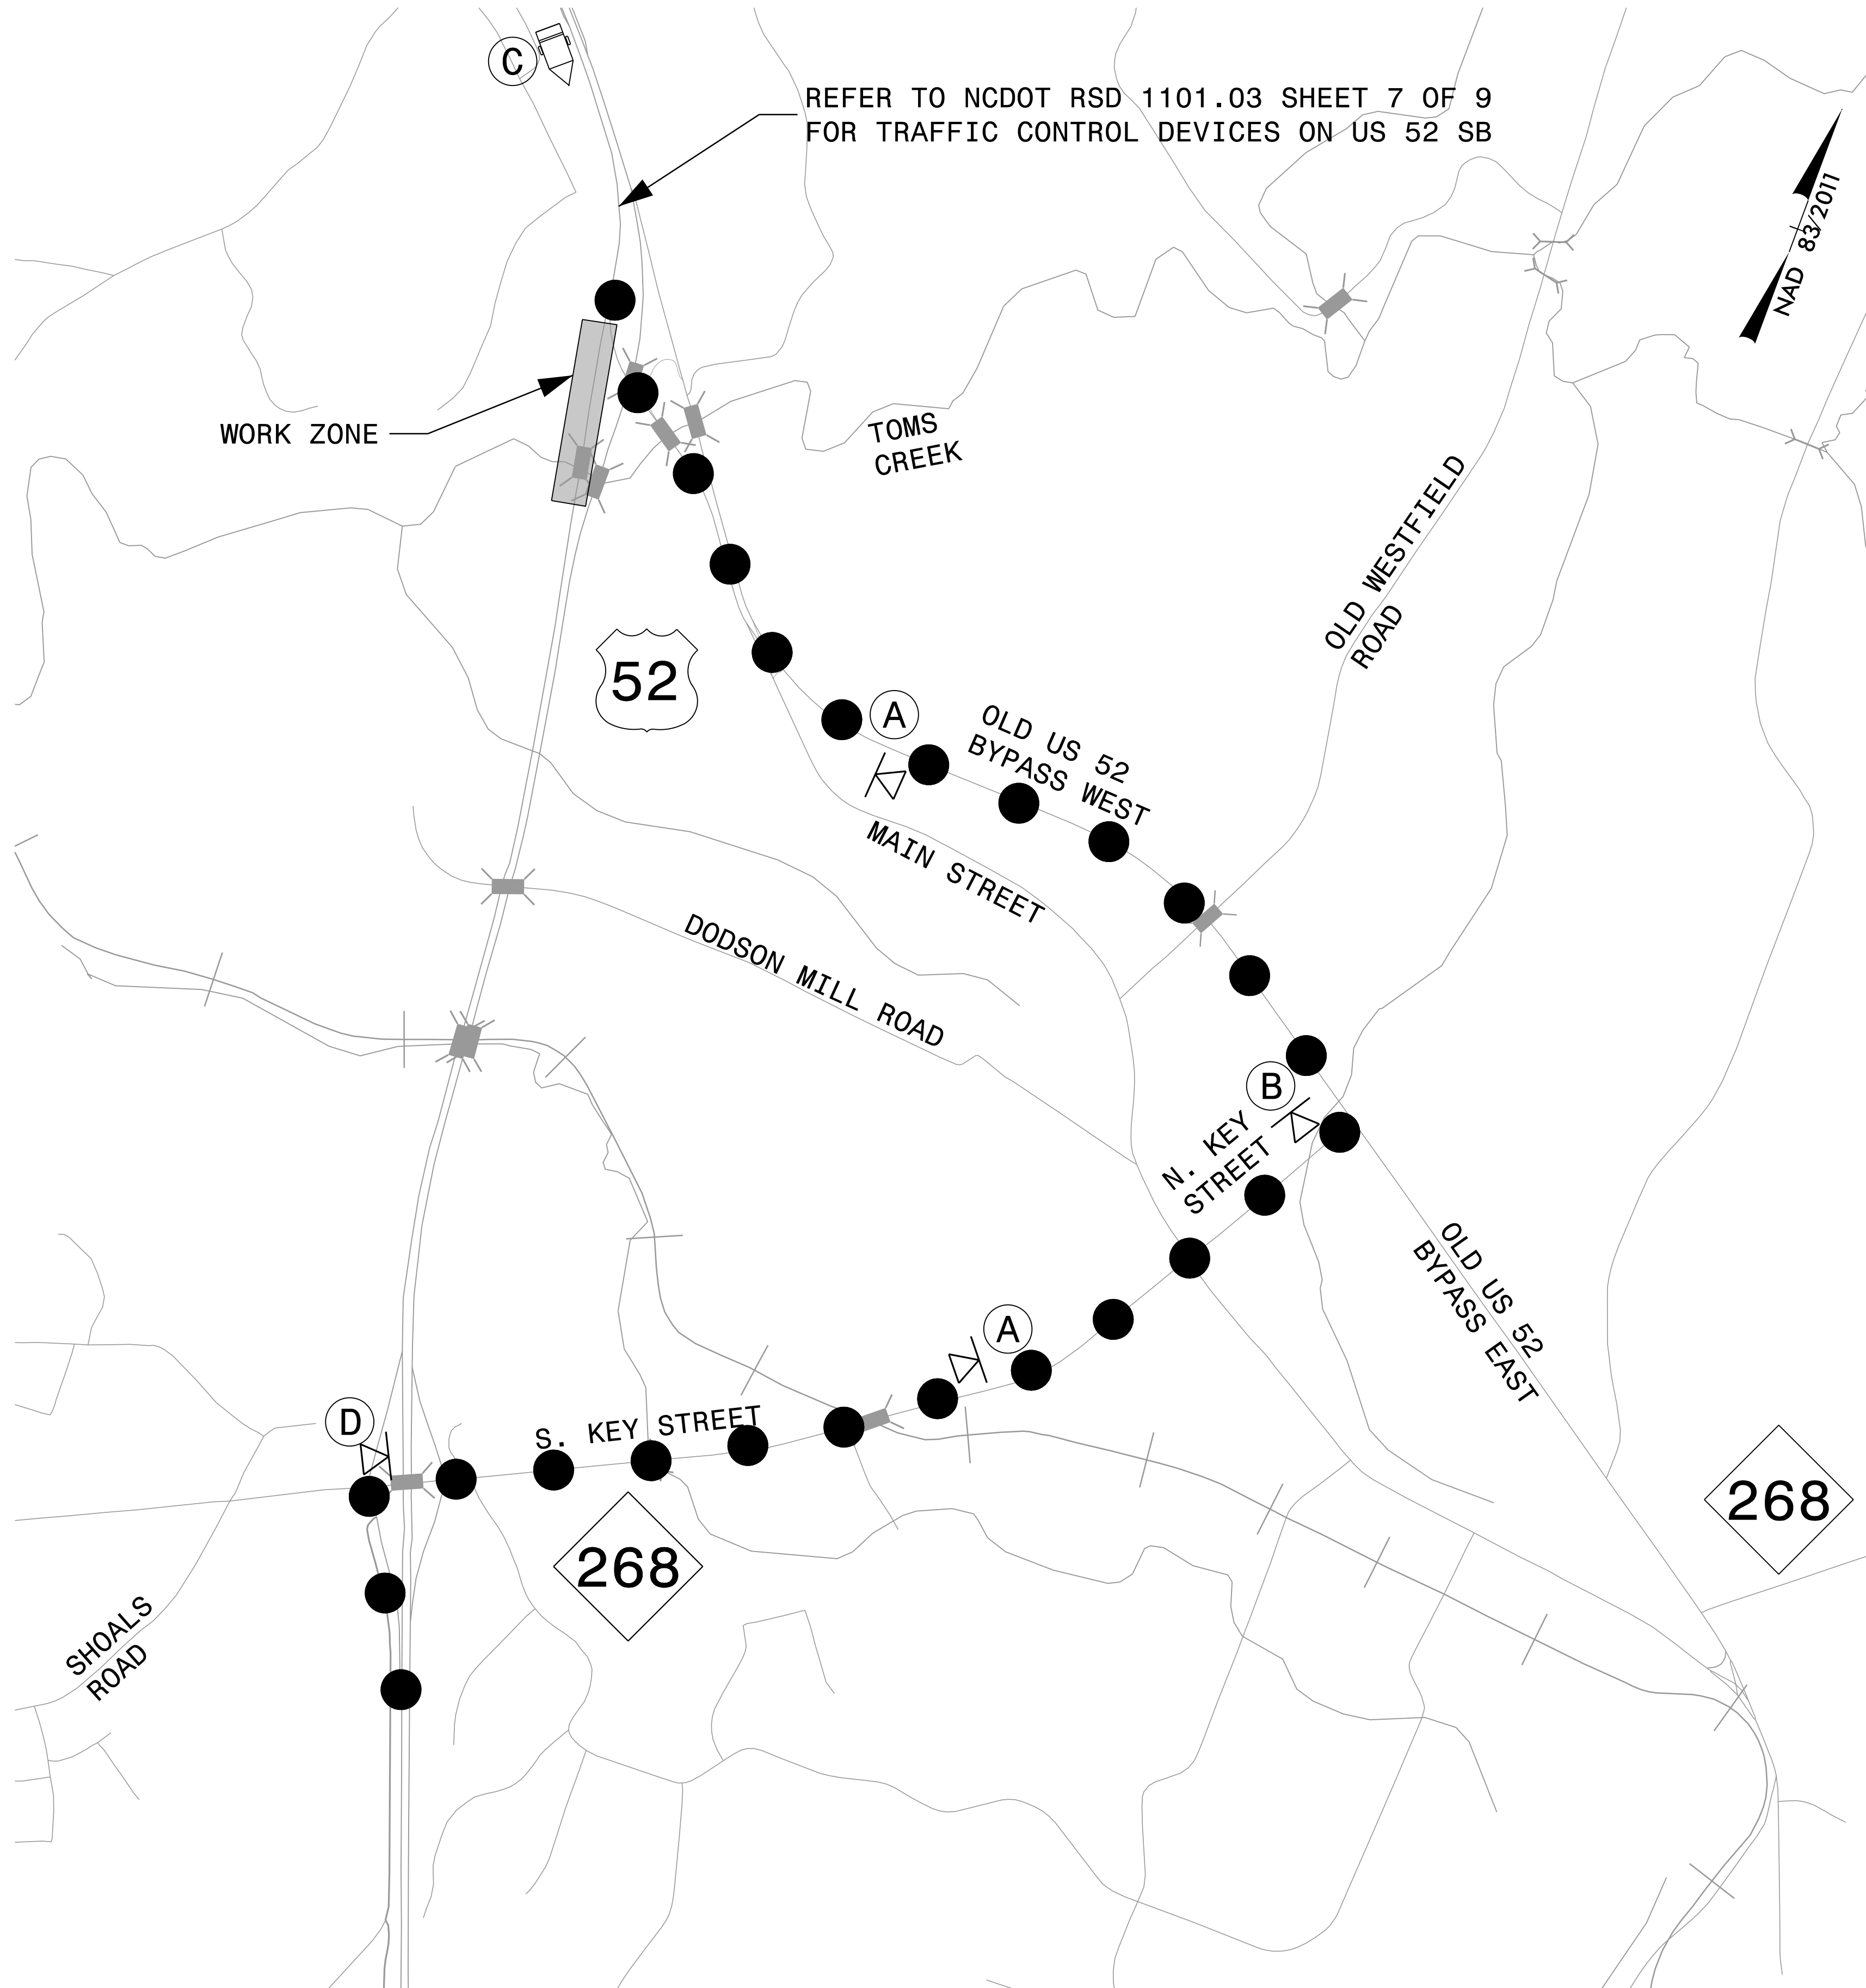 C
REFER TO NCDOT RSD 1101.03 SHEET 7 OF 9
FOR TRAFFIC CONTROL DEVICES ON US 52 SB
NAD 83/2011
WORK ZONE
TOMS
CREEK
OLD WESTFIELD
ROAD
52
A
OLD US 52
BYPASS WEST
MAIN STREET
DODSON MILL ROAD
B
N. KEY
STREET
OLD US 52
BYPASS EAST
A
D
S. KEY STREET
268
268
SHOALS
ROAD